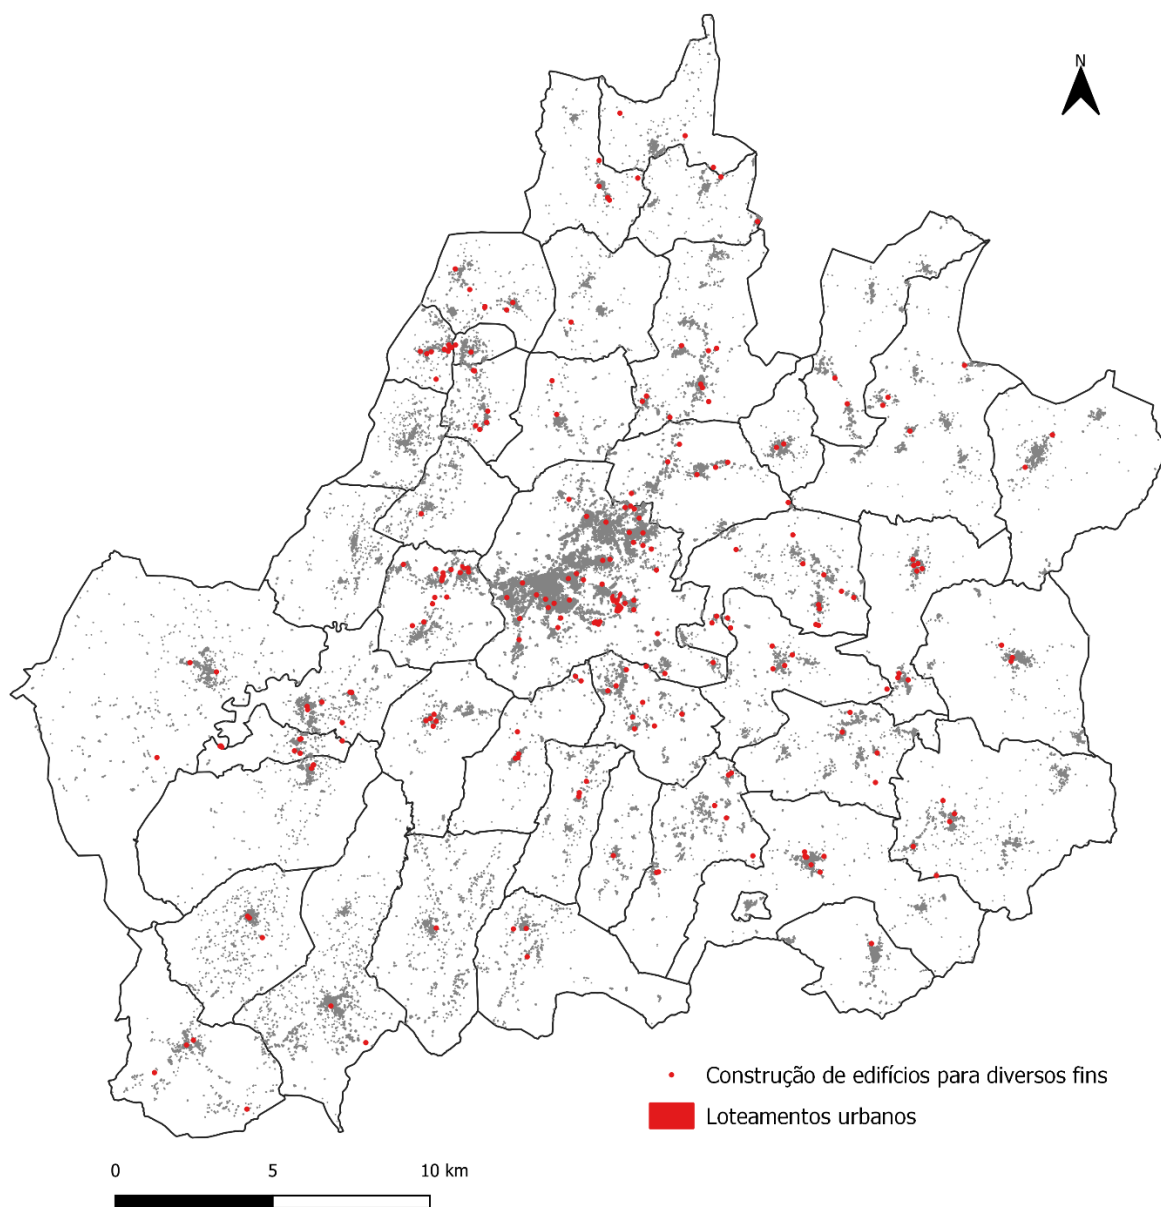 N
Construção de edifícios para diversos fins
Loteamentos urbanos
0 5 10 km